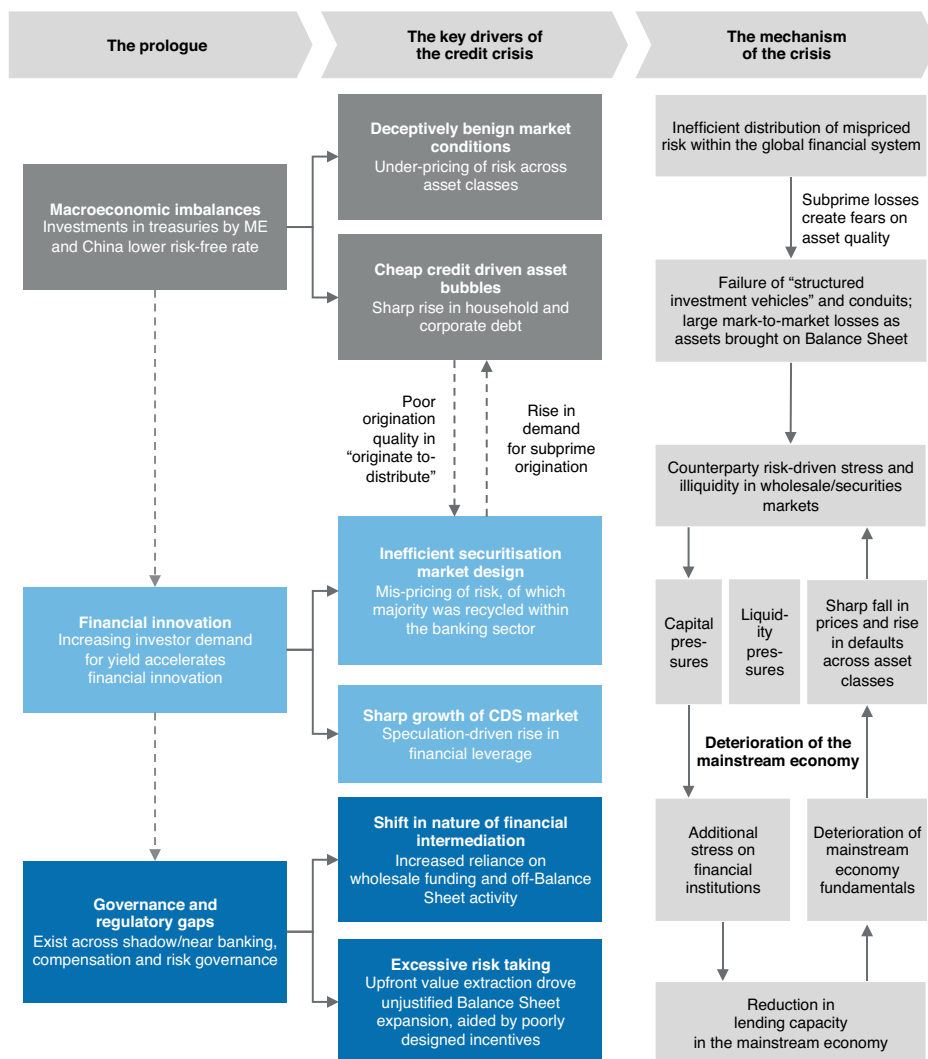 The prologue
The key drivers of
the credit crisis
The mechanism
of the crisis
Macroeconomic imbalances
Investments in treasuries by ME
and China lower risk-free rate
Financial innovation
Increasing investor demand
for yield accelerates
financial innovation
Governance and
regulatory gaps
Exist across shadow/near banking,
compensation and risk governance
Deceptively benign market
conditions
Under-pricing of risk across
asset classes
Cheap credit driven asset
bubbles
Sharp rise in household and
corporate debt
Poor
origination
quality in
“originate to-
distribute”
Rise in
demand
for subprime
origination
Inefficient securitisation
market design
Mis-pricing of risk, of which
majority was recycled within
the banking sector
Sharp growth of CDS market
Speculation-driven rise in
financial leverage
Shift in nature of financial
intermediation
Increased reliance on
wholesale funding and off-Balance
Sheet activity
Excessive risk taking
Upfront value extraction drove
unjustified Balance Sheet
expansion, aided by poorly
designed incentives
Inefficient distribution of mispriced
risk within the global financial system
Subprime losses
create fears on
asset quality
Failure of “structured
investment vehicles” and conduits;
large mark-to-market losses as
assets brought on Balance Sheet
Counterparty risk-driven stress and
illiquidity in wholesale/securities
markets
Capital
pres-
sures
Liquid-
ity
pres-
sures
Sharp fall in
prices and rise
in defaults
across asset
classes
Deterioration of the
mainstream economy
Additional
stress on
financial
institutions
Deterioration of
mainstream
economy
fundamentals
Reduction in
lending capacity
in the mainstream economy